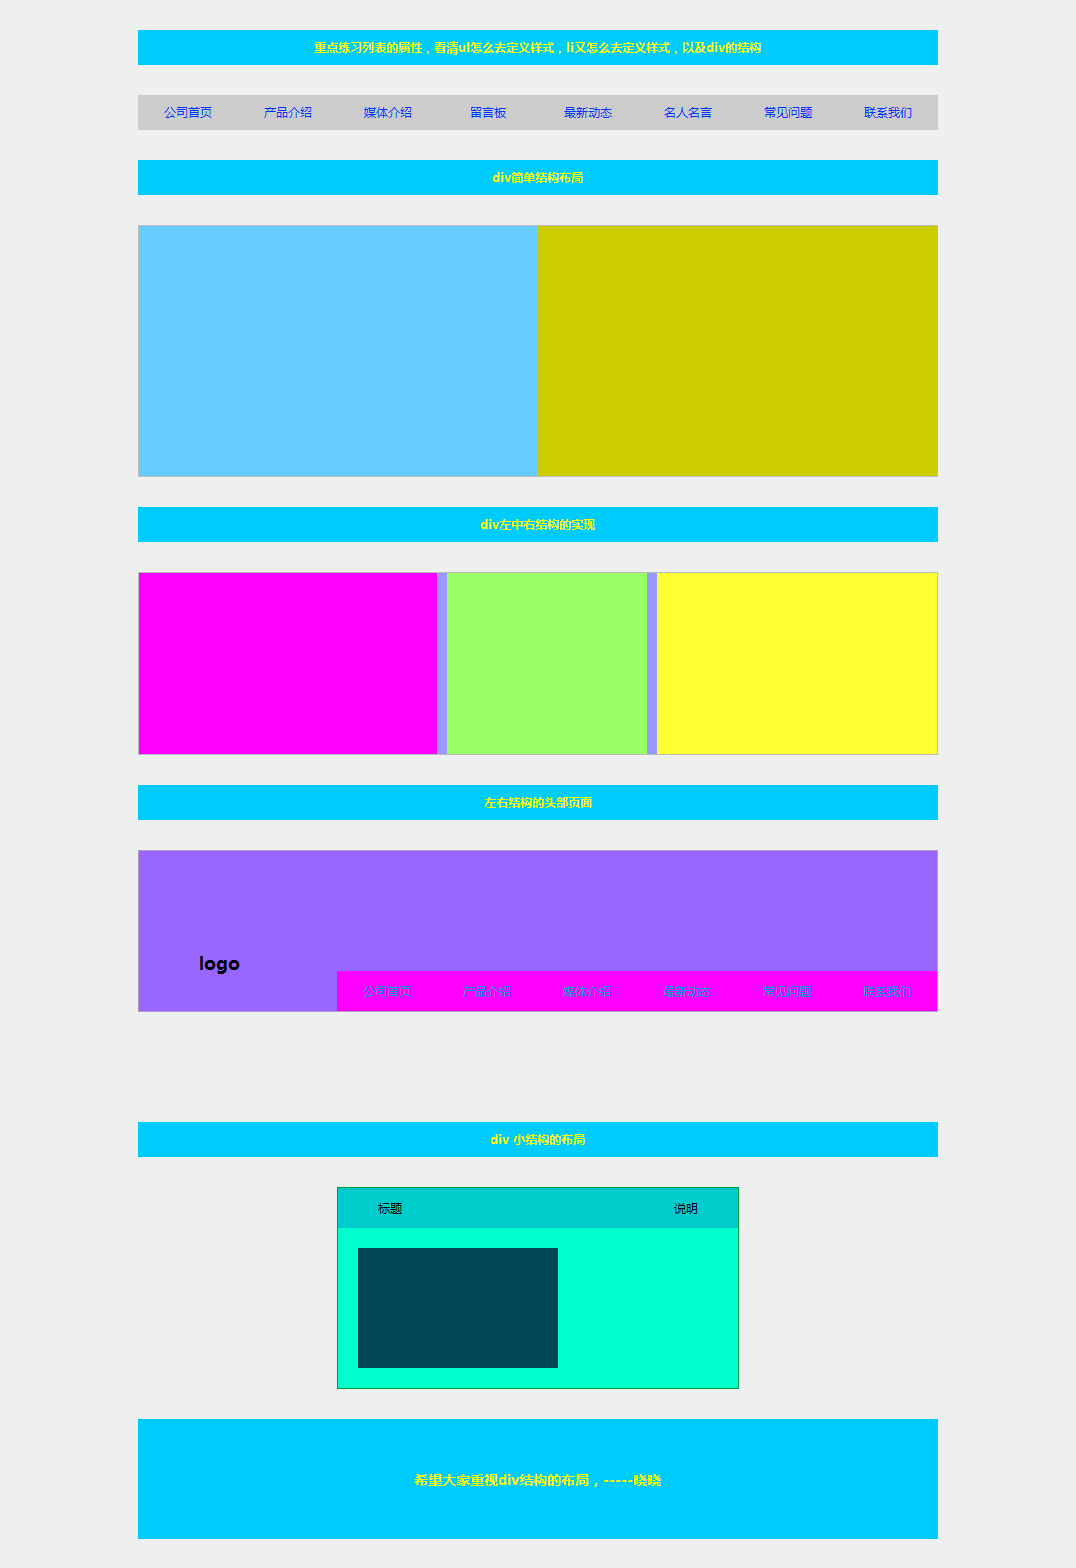 重点练习列表的属性，看清ul怎么去定义样式，li又怎么去定义样式，以及div的结构
公司首页 产品介绍 媒体介绍 留言板 最新动态 名人名言 常见问题 联系我们
div简单结构布局
div左中右结构的实现
左右结构的头部页面
logo
公司首页 产品介绍 媒体介绍 最新动态 常见问题 联系我们
div 小结构的布局
标题 说明
希望大家重视div结构的布局，-----晓晓